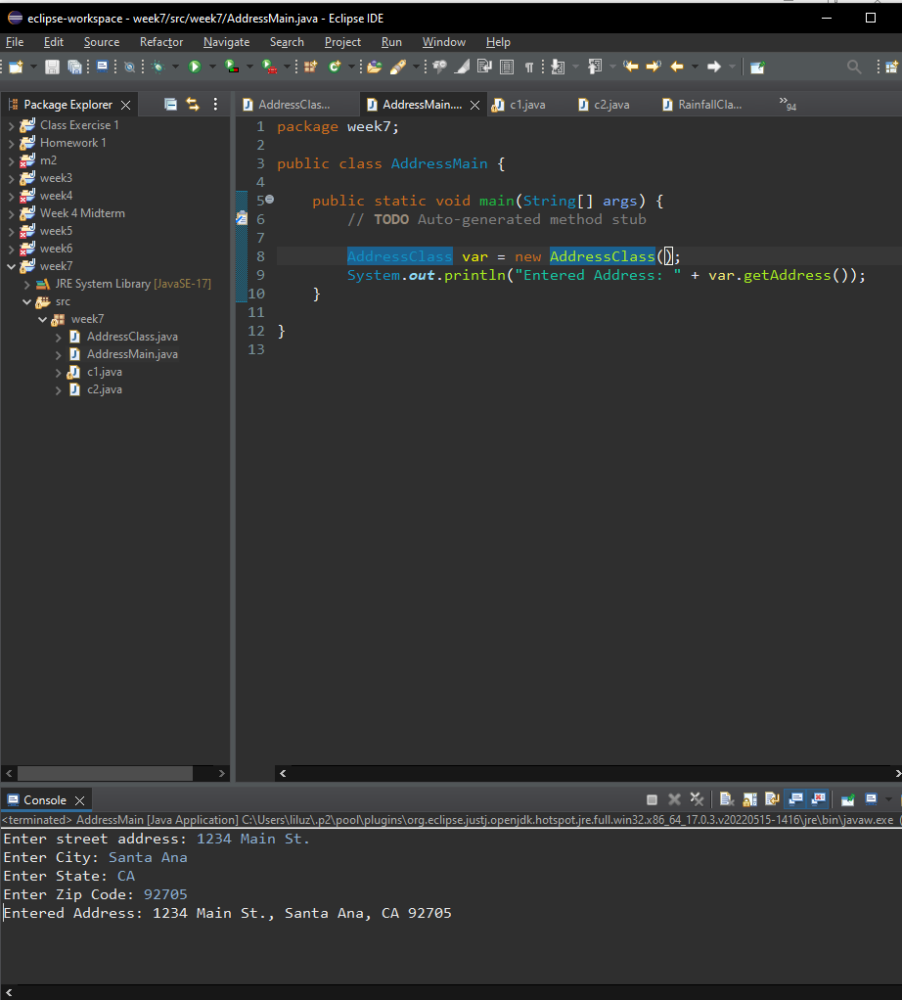 eclipse-workspace - week7/src/week7/AddressMain.java - Eclipse IDE
File Edit Source Refactor Navigate Search Project Run Window Help
Package Explorer
AddressClas... AddressMain.... c1.java c2.java RainfallCla... »94
Class Exercise 1
Homework 1
m2
week3
week4
Week 4 Midterm
week5
week6
week7
JRE System Library [JavaSE-17]
src
week7
AddressClass.java
AddressMain.java
c1.java
c2.java
1 package week7;
2
3 public class AddressMain {
4
5 public static void main(String[] args) {
6 // TODO Auto-generated method stub
7
8 AddressClass var = new AddressClass();
9 System.out.println("Entered Address: " + var.getAddress());
10 }
11
12 }
13
Console
<terminated> AddressMain [Java Application] C:\Users\liluz\.p2\pool\plugins\org.eclipse.justj.openjdk.hotspot.jre.full.win32.x86_64_17.0.3.v20220515-1416\jre\bin\javaw.exe (
Enter street address: 1234 Main St.
Enter City: Santa Ana
Enter State: CA
Enter Zip Code: 92705
Entered Address: 1234 Main St., Santa Ana, CA 92705